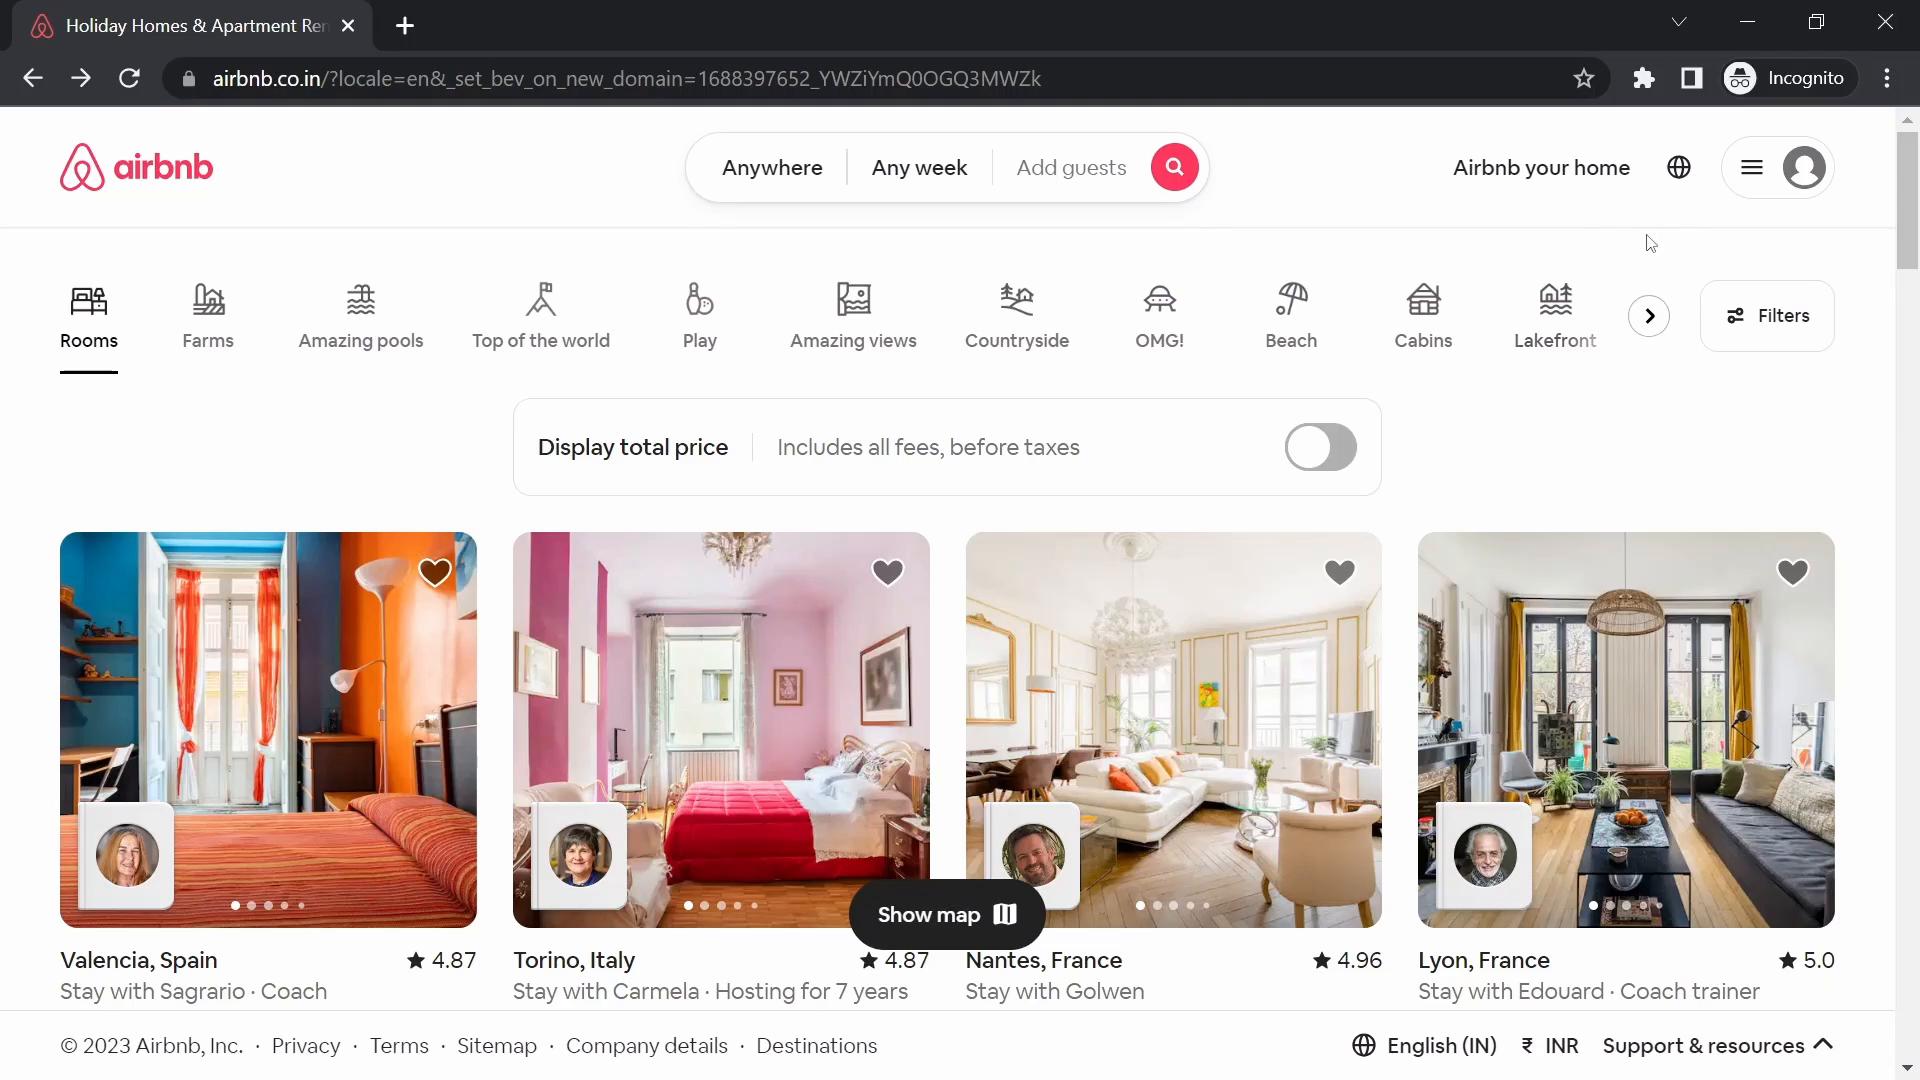 Holiday Homes & Apartment Ren
airbnb.co.in/?locale=en&_set_bev_on_new_domain=1688397652_YWZiYmQ0OGQ3MWZk
Incognito
airbnb
Anywhere
Any week
Add guests
Airbnb your home
Rooms
Farms
Amazing pools
Top of the world
Play
Amazing views
Countryside
OMG!
Beach
Cabins
Lakefront
Filters
Display total price
Includes all fees, before taxes
Show map
Valencia, Spain
4.87
Stay with Sagrario · Coach
Torino, Italy
4.87
Stay with Carmela · Hosting for 7 years
Nantes, France
4.96
Stay with Golwen
Lyon, France
5.0
Stay with Edouard · Coach trainer
© 2023 Airbnb, Inc. · Privacy · Terms · Sitemap · Company details · Destinations
English (IN) ₹ INR Support & resources